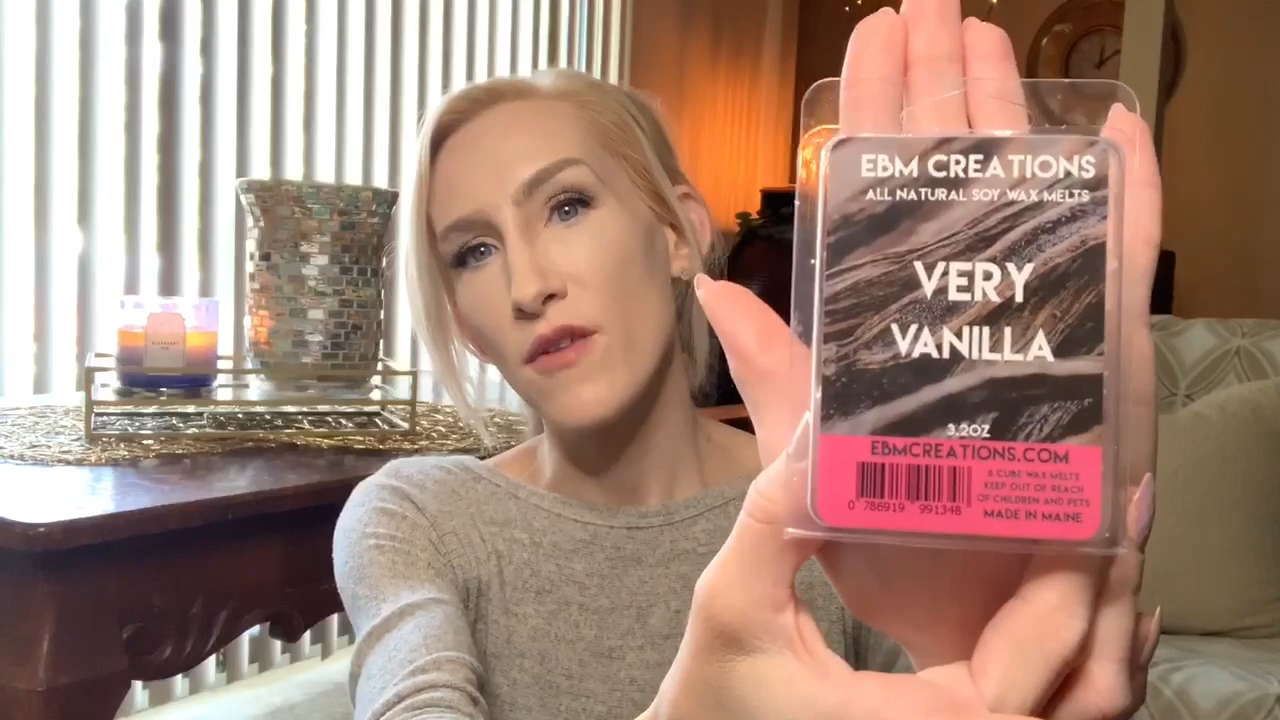 EBM CREATIONS
ALL NATURAL SOY WAX MELTS
VERY
VANILLA
3.2OZ
EBMCREATIONS.COM
6 CUBE WAX MELTS
KEEP OUT OF REACH
OF CHILDREN AND PETS
MADE IN MAINE
0 786919 991348